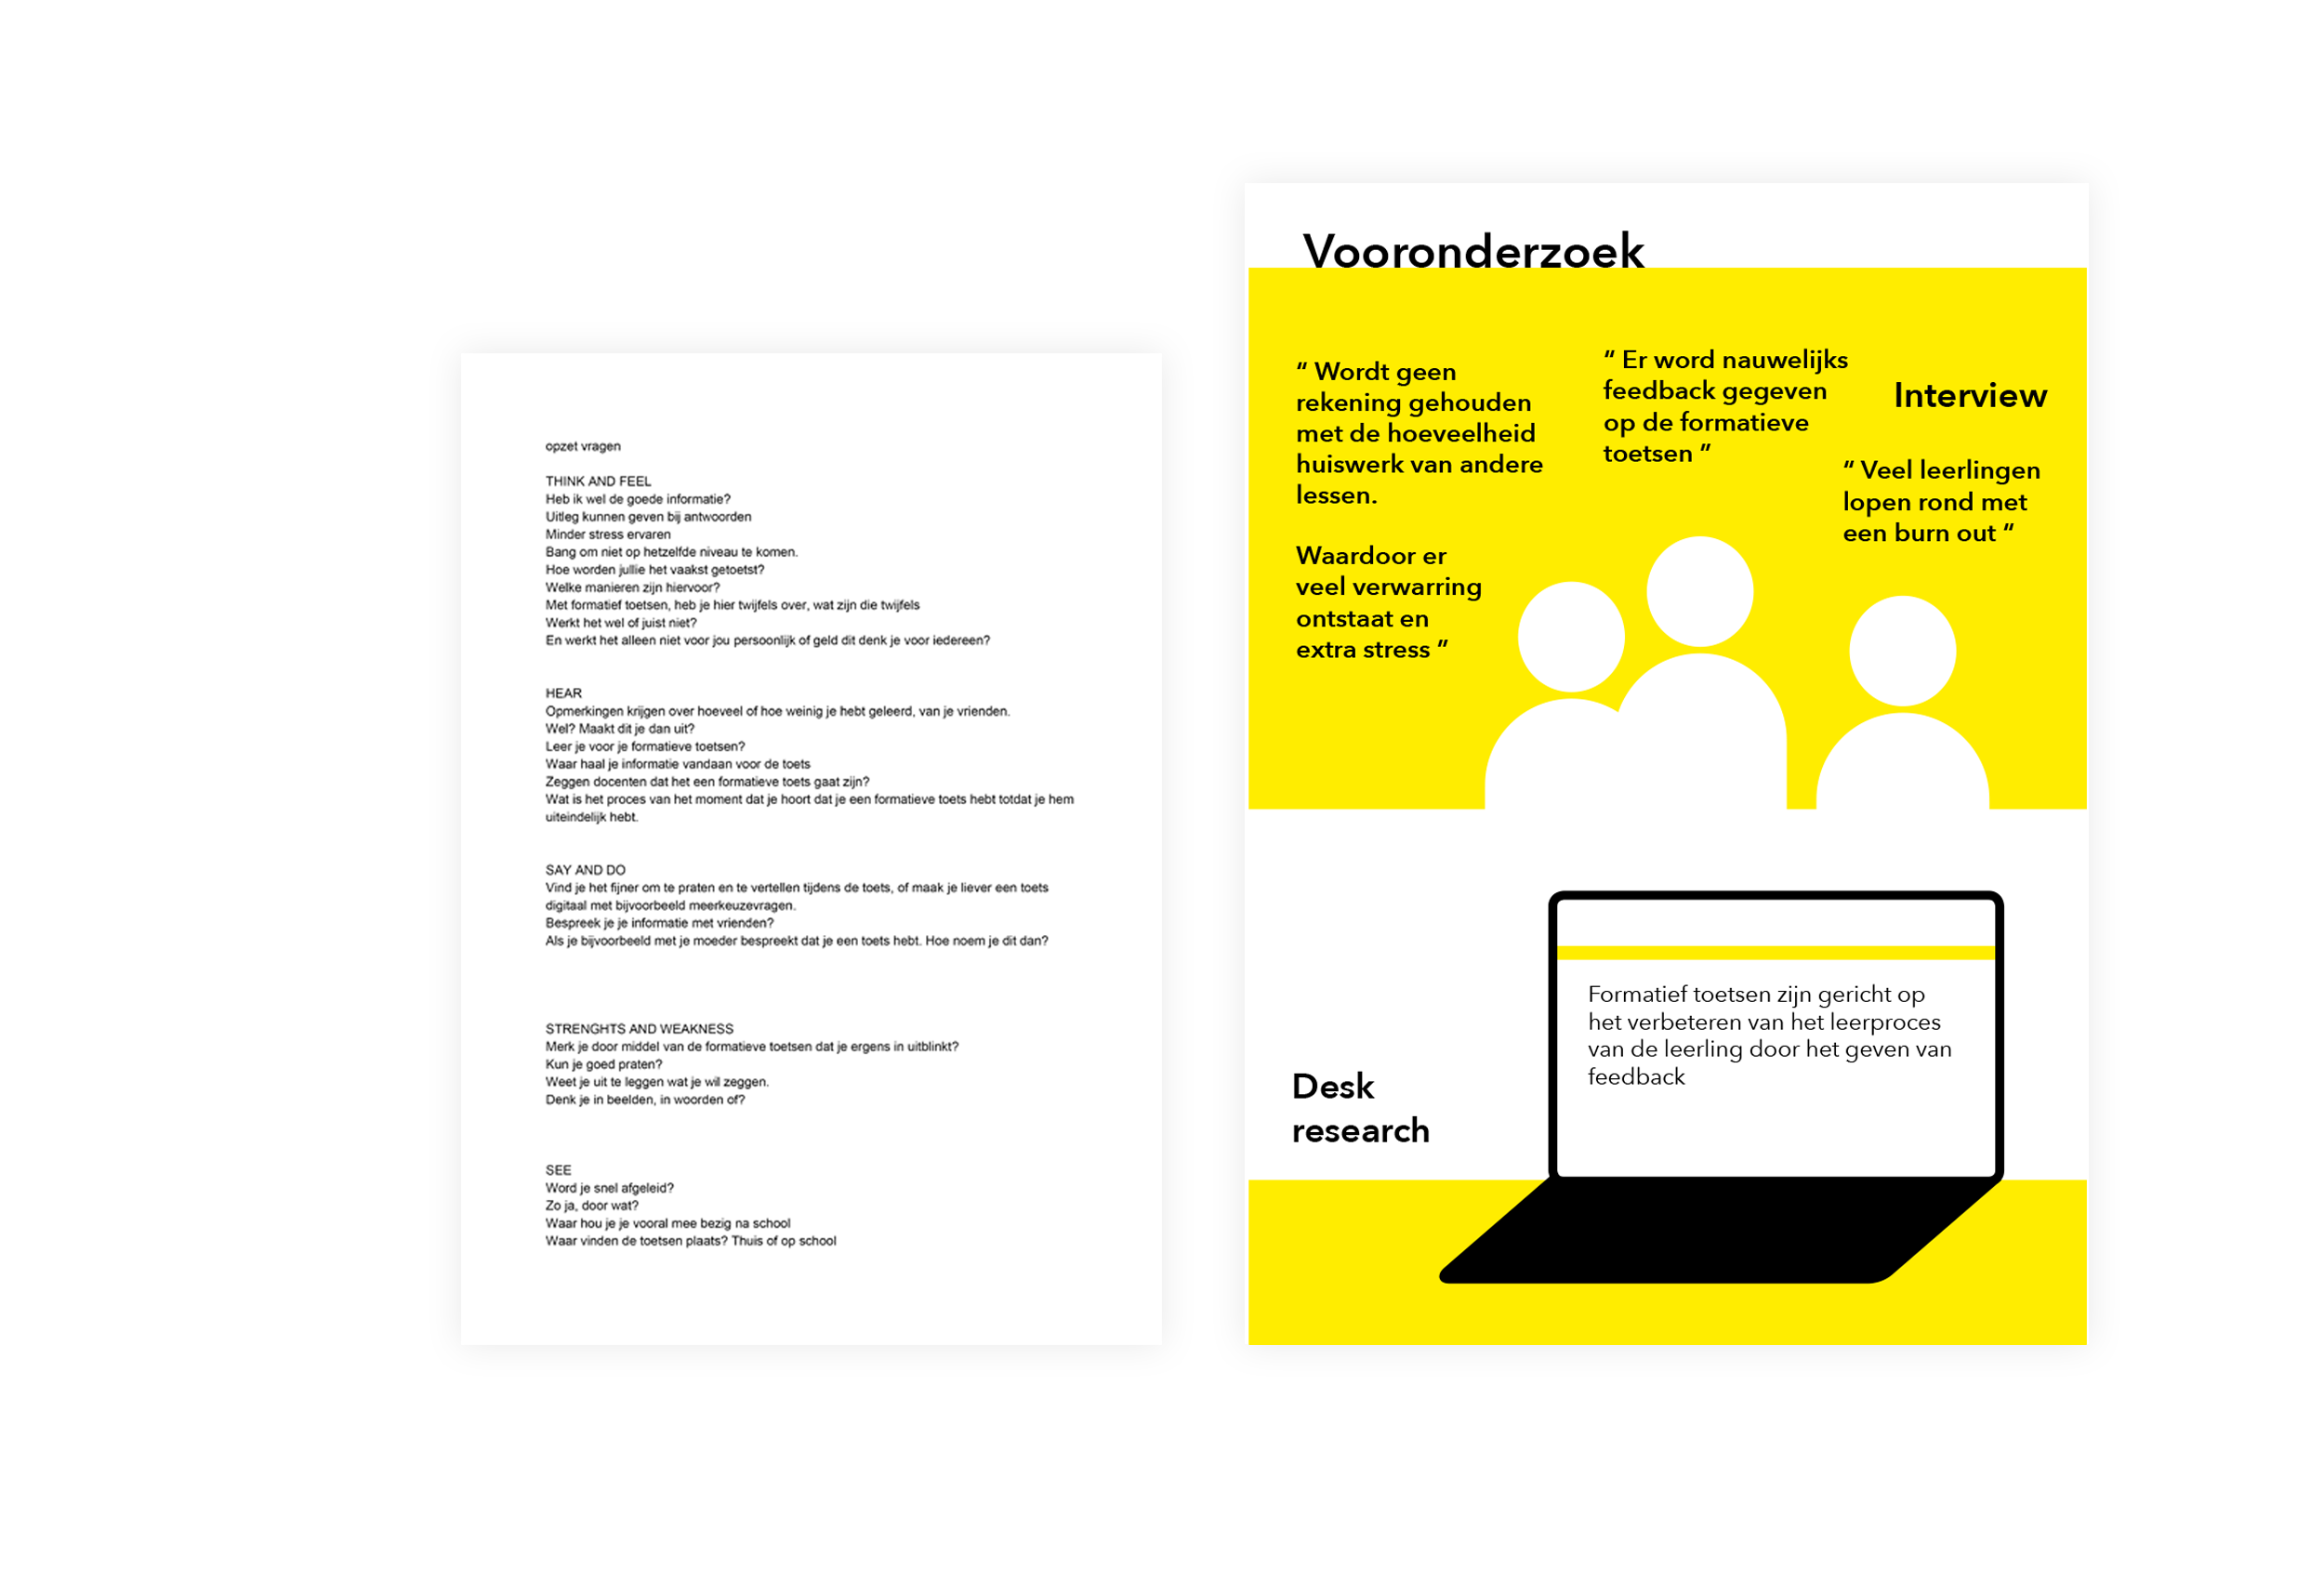 opzet vragen
THINK AND FEEL
Heb ik wel de goede informatie?
Uitleg kunnen geven bij antwoorden
Minder stress ervaren
Bang om niet op hetzelfde niveau te komen.
Hoe worden jullie het vaakst getoetst?
Welke manieren zijn hiervoor?
Met formatief toetsen, heb je hier twijfels over, wat zijn die twijfels
Werkt het wel of juist niet?
En werkt het alleen niet voor jou persoonlijk of geld dit denk je voor iedereen?
HEAR
Opmerkingen krijgen over hoeveel of hoe weinig je hebt geleerd, van je vrienden.
Wel? Maakt dit je dan uit?
Leer je voor je formatieve toetsen?
Waar haal je informatie vandaan voor de toets
Zeggen docenten dat het een formatieve toets gaat zijn?
Wat is het proces van het moment dat je hoort dat je een formatieve toets hebt totdat je hem
uiteindelijk hebt.
SAY AND DO
Vind je het fijner om te praten en te vertellen tijdens de toets, of maak je liever een toets
digitaal met bijvoorbeeld meerkeuzevragen.
Bespreek je je informatie met vrienden?
Als je bijvoorbeeld met je moeder bespreekt dat je een toets hebt. Hoe noem je dit dan?
STRENGHTS AND WEAKNESS
Merk je door middel van de formatieve toetsen dat je ergens in uitblinkt?
Kun je goed praten?
Weet je uit te leggen wat je wil zeggen.
Denk je in beelden, in woorden of?
SEE
Word je snel afgeleid?
Zo ja, door wat?
Waar hou je je vooral mee bezig na school
Waar vinden de toetsen plaats? Thuis of op school
Vooronderzoek
“ Wordt geen
rekening gehouden
met de hoeveelheid
huiswerk van andere
lessen.
Waardoor er
veel verwarring
ontstaat en
extra stress ”
“ Er word nauwelijks
feedback gegeven
op de formatieve
toetsen ”
Interview
“ Veel leerlingen
lopen rond met
een burn out “
Formatief toetsen zijn gericht op
het verbeteren van het leerproces
van de leerling door het geven van
feedback
Desk
research